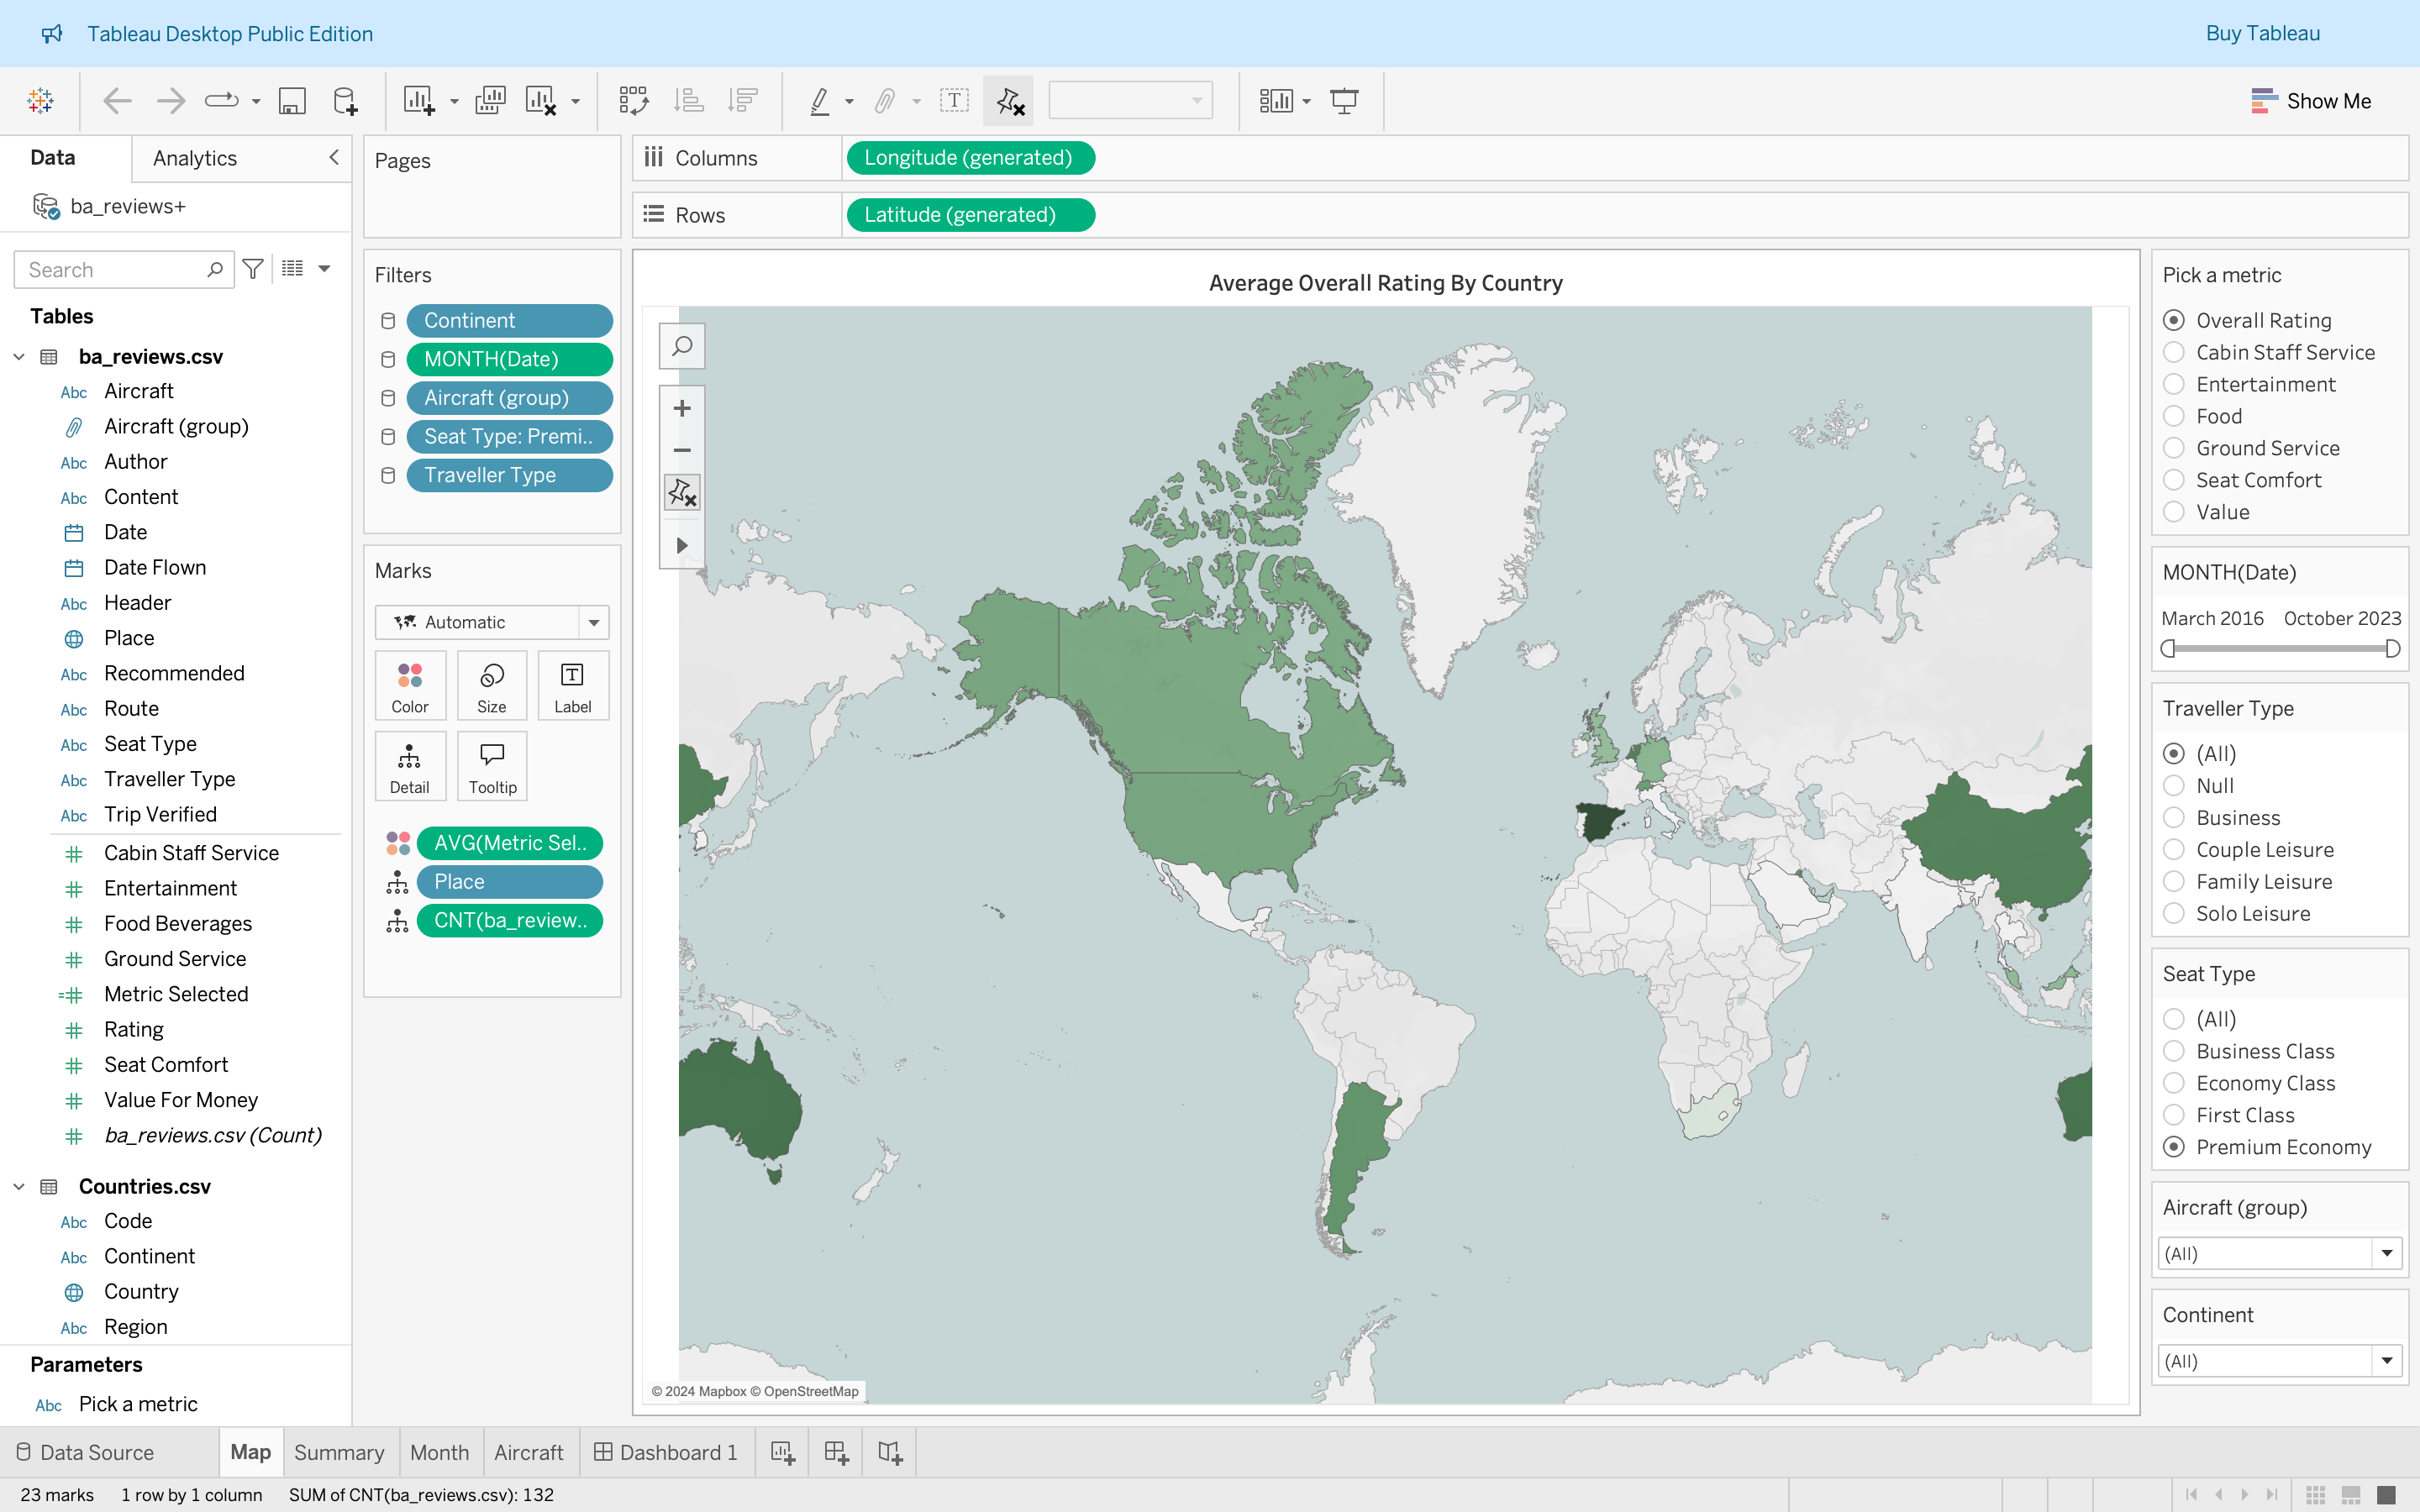 Tableau Desktop Public Edition
Buy Tableau
Show Me
Data
Analytics
ba_reviews+
Search
Tables
ba_reviews.csv
Abc Aircraft
Aircraft (group)
Abc Author
Abc Content
Date
Date Flown
Abc Header
Place
Abc Recommended
Abc Route
Abc Seat Type
Abc Traveller Type
Abc Trip Verified
# Cabin Staff Service
# Entertainment
# Food Beverages
# Ground Service
=# Metric Selected
# Rating
# Seat Comfort
# Value For Money
# ba_reviews.csv (Count)
Countries.csv
Abc Code
Abc Continent
Country
Abc Region
Parameters
Abc Pick a metric
Pages
Filters
Continent
MONTH(Date)
Aircraft (group)
Seat Type: Premi..
Traveller Type
Marks
Automatic
Color
Size
T
Label
Detail
Tooltip
AVG(Metric Sel..
Place
CNT(ba_review..
Columns
Longitude (generated)
Rows
Latitude (generated)
Average Overall Rating By Country
© 2024 Mapbox © OpenStreetMap
Pick a metric
Overall Rating
Cabin Staff Service
Entertainment
Food
Ground Service
Seat Comfort
Value
MONTH(Date)
March 2016 October 2023
Traveller Type
(All)
Null
Business
Couple Leisure
Family Leisure
Solo Leisure
Seat Type
(All)
Business Class
Economy Class
First Class
Premium Economy
Aircraft (group)
(All)
Continent
(All)
Data Source
Map
Summary
Month
Aircraft
Dashboard 1
23 marks 1 row by 1 column SUM of CNT(ba_reviews.csv): 132